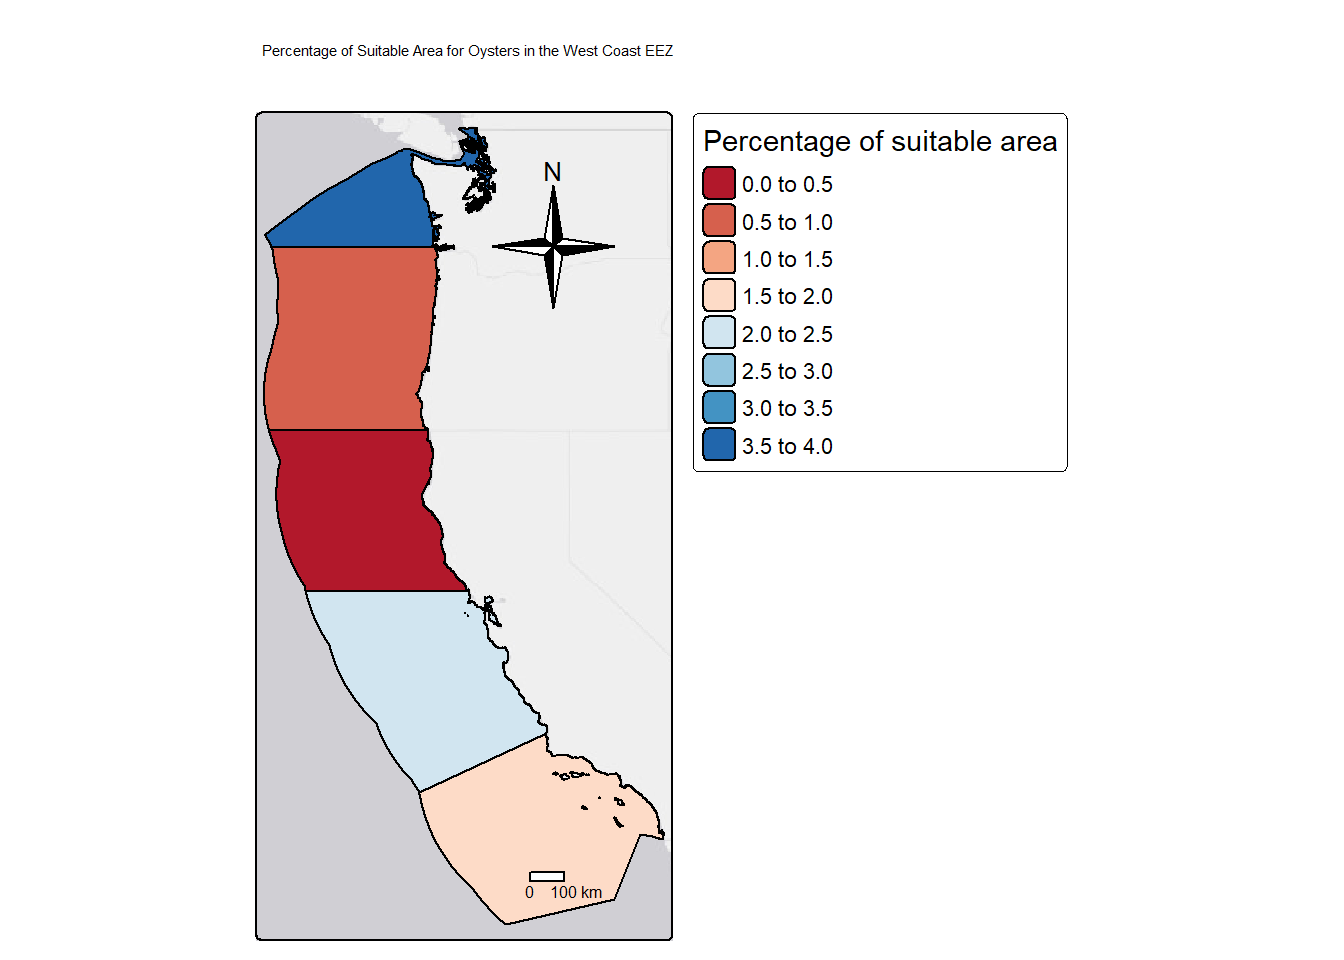 Percentage of Suitable Area for Oysters in the West Coast EEZ
N
0 100 km
Percentage of suitable area
0.0 to 0.5
0.5 to 1.0
1.0 to 1.5
1.5 to 2.0
2.0 to 2.5
2.5 to 3.0
3.0 to 3.5
3.5 to 4.0